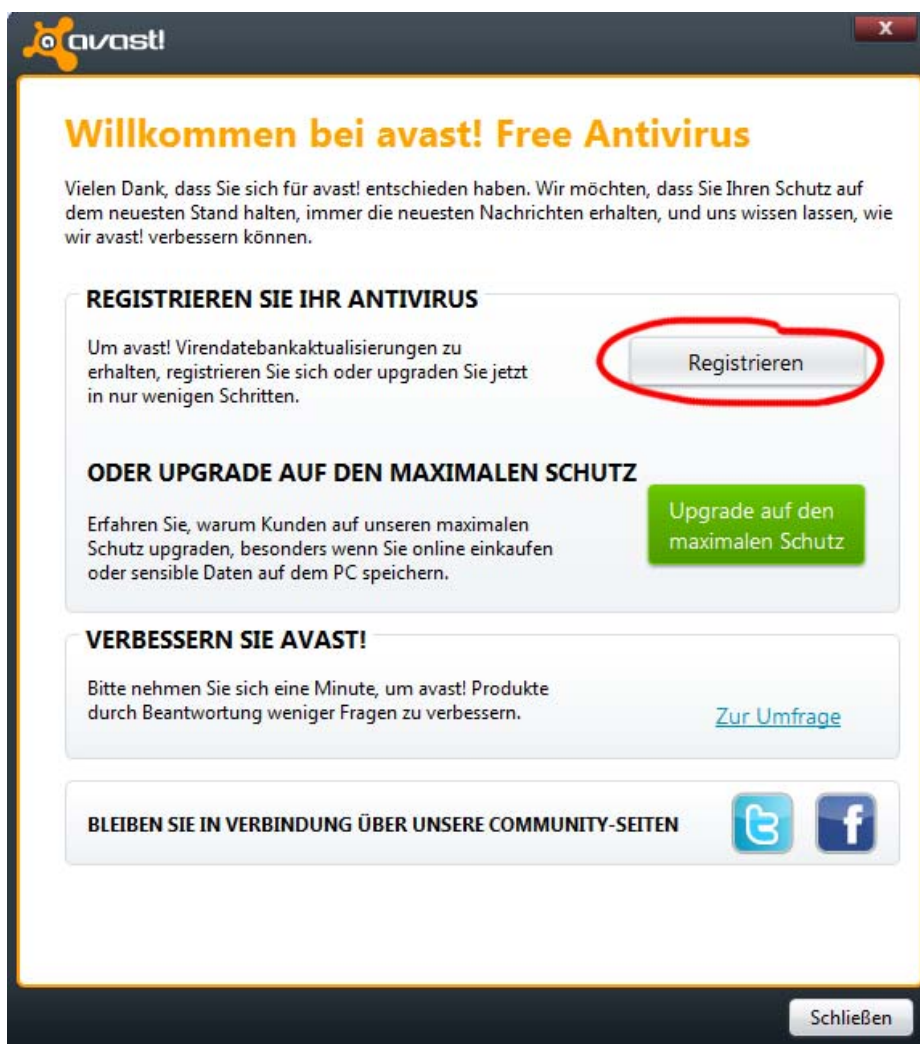 avast!
X
Willkommen bei avast! Free Antivirus
Vielen Dank, dass Sie sich für avast! entschieden haben. Wir möchten, dass Sie Ihren Schutz auf
dem neuesten Stand halten, immer die neuesten Nachrichten erhalten, und uns wissen lassen, wie
wir avast! verbessern können.
REGISTRIEREN SIE IHR ANTIVIRUS
Um avast! Virendatebankaktualisierungen zu
erhalten, registrieren Sie sich oder upgraden Sie jetzt
in nur wenigen Schritten.
Registrieren
ODER UPGRADE AUF DEN MAXIMALEN SCHUTZ
Erfahren Sie, warum Kunden auf unseren maximalen
Schutz upgraden, besonders wenn Sie online einkaufen
oder sensible Daten auf dem PC speichern.
Upgrade auf den
maximalen Schutz
VERBESSERN SIE AVAST!
Bitte nehmen Sie sich eine Minute, um avast! Produkte
durch Beantwortung weniger Fragen zu verbessern.
Zur Umfrage
BLEIBEN SIE IN VERBINDUNG ÜBER UNSERE COMMUNITY-SEITEN
Schließen